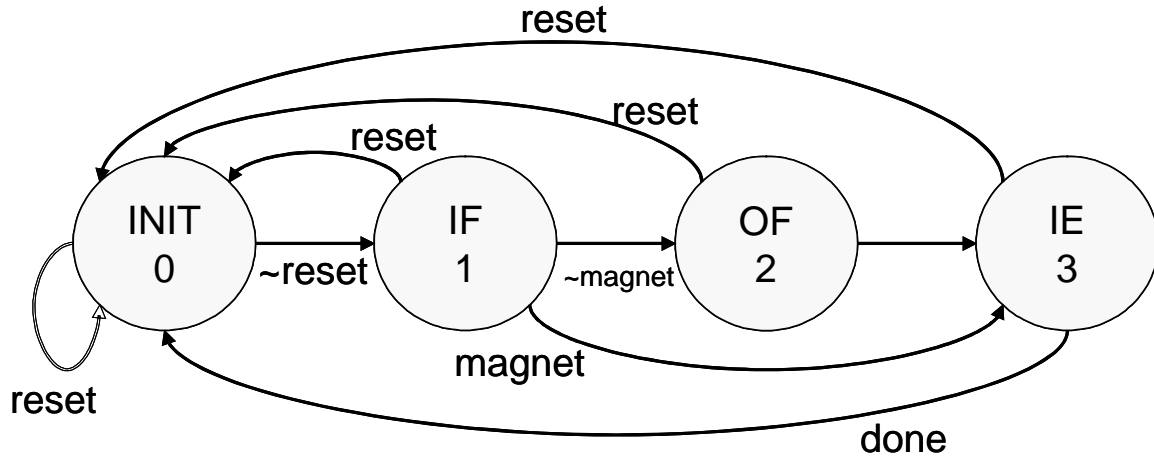 reset
reset
reset
INIT
0
~reset
IF
1
~magnet
OF
2
IE
3
magnet
reset
done